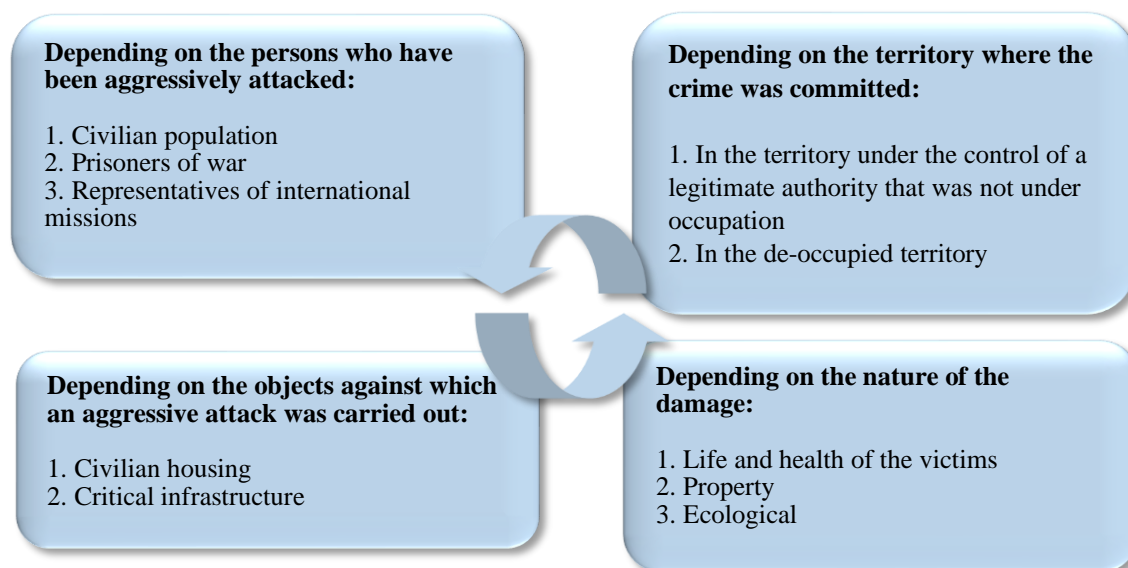 Depending on the persons who have
been aggressively attacked:
1. Civilian population
2. Prisoners of war
3. Representatives of international
missions
Depending on the territory where the
crime was committed:
1. In the territory under the control of a
legitimate authority that was not under
occupation
2. In the de-occupied territory
Depending on the objects against which
an aggressive attack was carried out:
1. Civilian housing
2. Critical infrastructure
Depending on the nature of the
damage:
1. Life and health of the victims
2. Property
3. Ecological